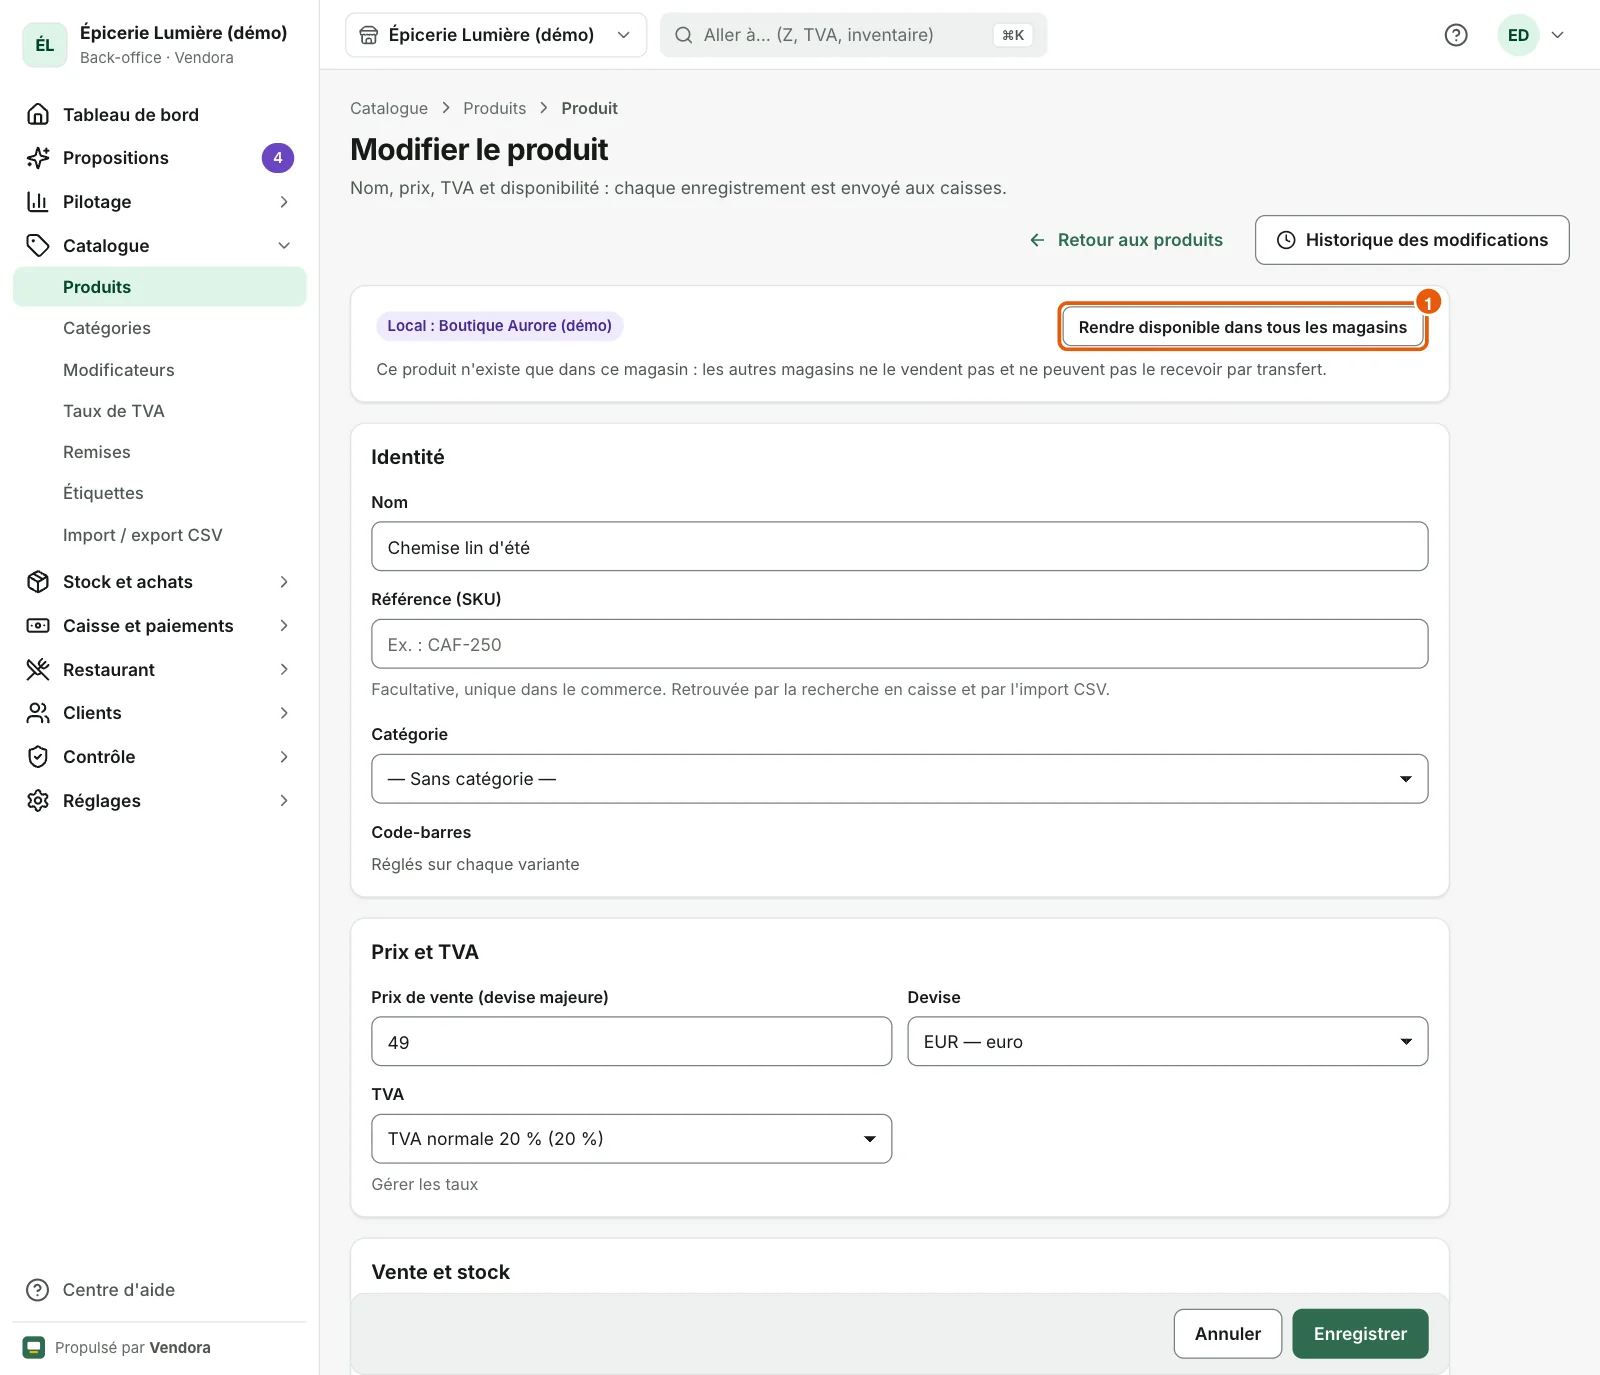 ÉL
Épicerie Lumière (démo)
Back-office · Vendora
Tableau de bord
Propositions
4
Pilotage
Catalogue
Produits
Catégories
Modificateurs
Taux de TVA
Remises
Étiquettes
Import / export CSV
Stock et achats
Caisse et paiements
Restaurant
Clients
Contrôle
Réglages
Centre d'aide
Propulsé par Vendora
Épicerie Lumière (démo)
Aller à... (Z, TVA, inventaire)
⌘K
ED
Catalogue
Produits
Produit
Modifier le produit
Nom, prix, TVA et disponibilité : chaque enregistrement est envoyé aux caisses.
← Retour aux produits
Historique des modifications
Local : Boutique Aurore (démo)
Rendre disponible dans tous les magasins
1
Ce produit n'existe que dans ce magasin : les autres magasins ne le vendent pas et ne peuvent pas le recevoir par transfert.
Identité
Nom
Chemise lin d'été
Référence (SKU)
Ex. : CAF-250
Facultative, unique dans le commerce. Retrouvée par la recherche en caisse et par l'import CSV.
Catégorie
— Sans catégorie —
Code-barres
Réglés sur chaque variante
Prix et TVA
Prix de vente (devise majeure)
Devise
49
EUR — euro
TVA
TVA normale 20 % (20 %)
Gérer les taux
Vente et stock
Annuler
Enregistrer